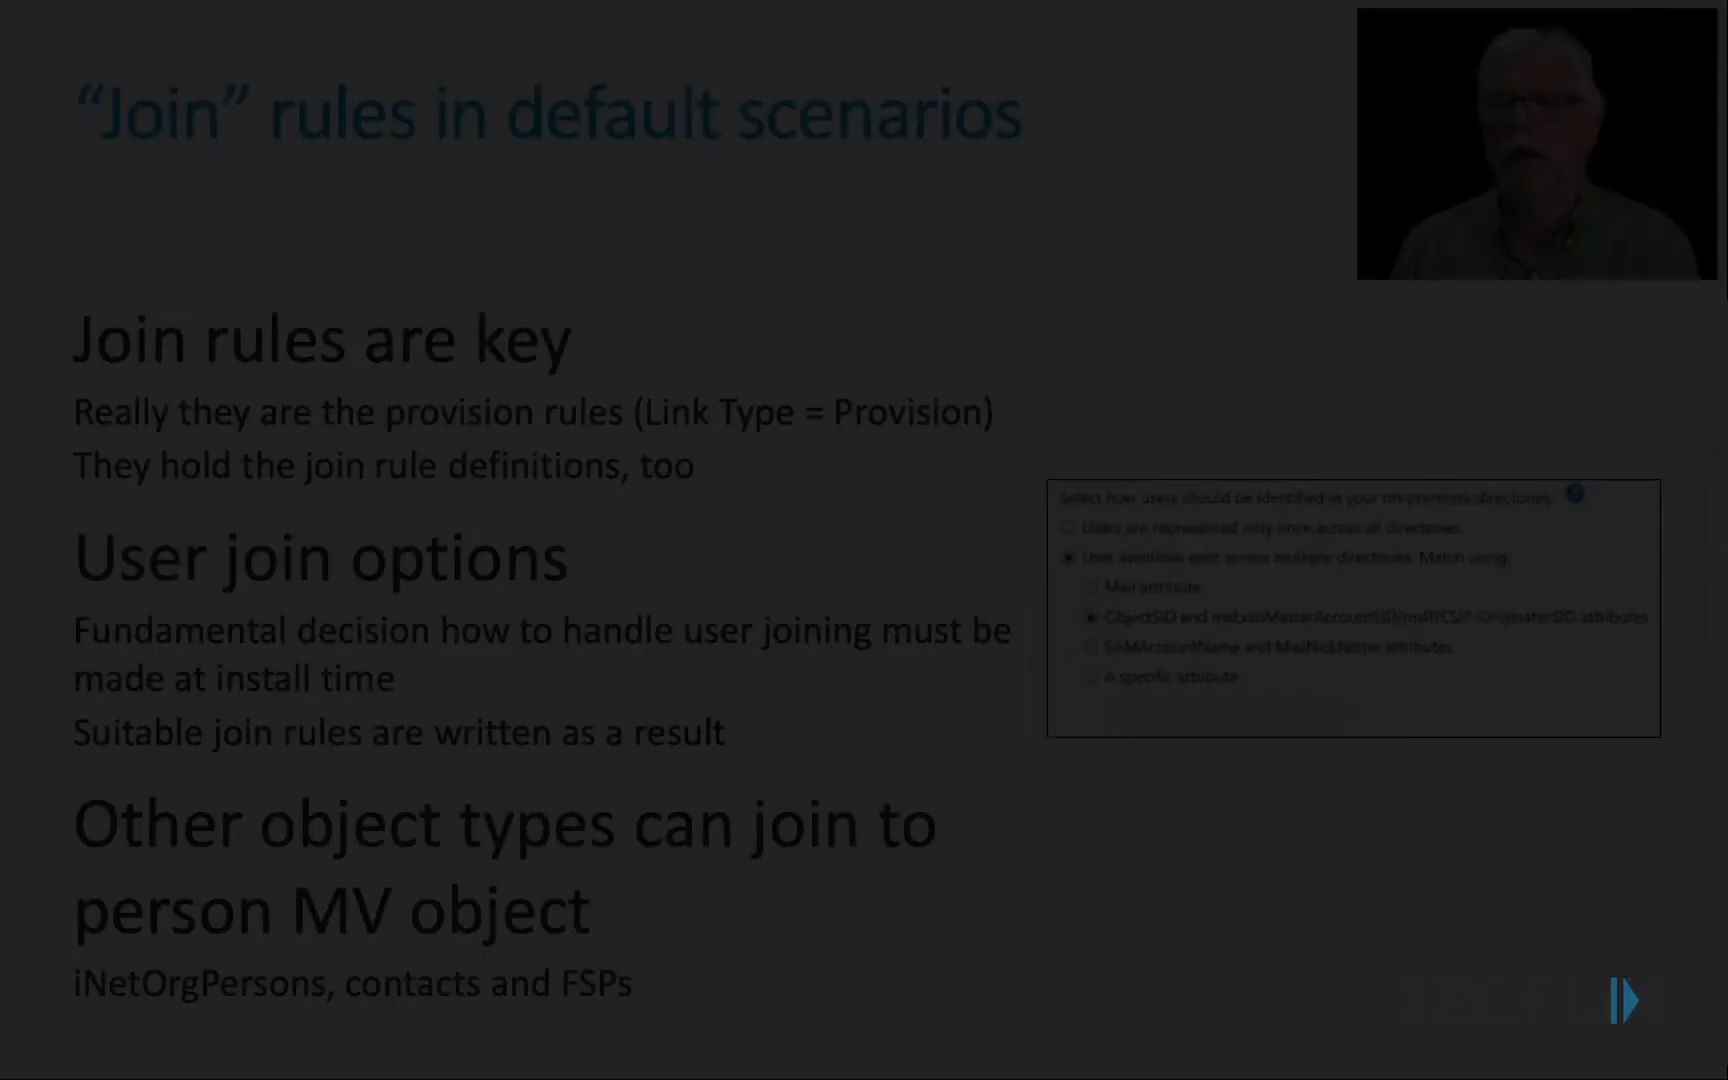 “Join” rules in default scenarios
Join rules are key
Really they are the provision rules (Link Type = Provision)
They hold the join rule definitions, too
User join options
Fundamental decision how to handle user joining must be
made at install time
Suitable join rules are written as a result
Other object types can join to
person MV object
iNetOrgPersons, contacts and FSPs
Select how users should be identified in your on-premises directories. ?
Users are represented only once across all directories.
User identities exist across multiple directories. Match using:
Mail attribute
ObjectSID and msExchMasterAccountSID/msRTCSIP-OriginatorSID attributes
SAMAccountName and MailNickName attributes
A specific attribute